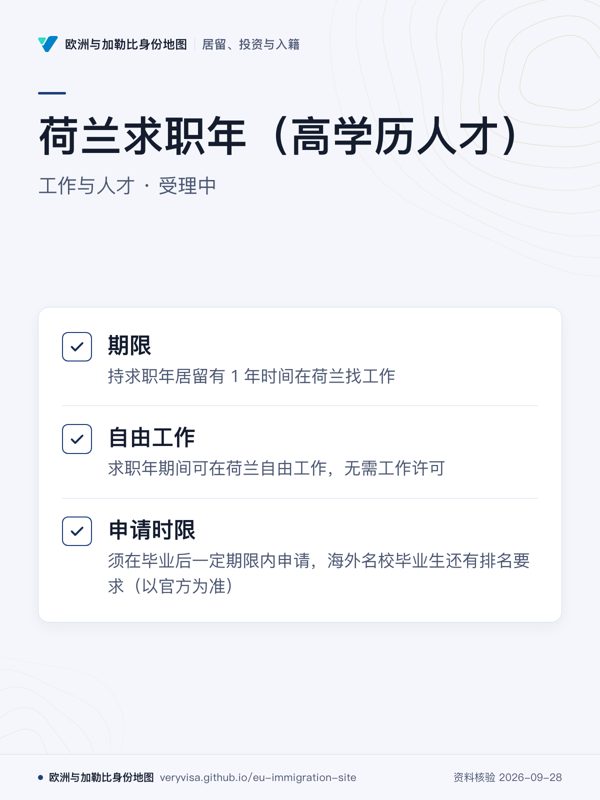 欧洲与加勒比身份地图 居留、投资与入籍
荷兰求职年（高学历人才）
工作与人才 · 受理中
期限
持求职年居留有 1 年时间在荷兰找工作
自由工作
求职年期间可在荷兰自由工作，无需工作许可
申请时限
须在毕业后一定期限内申请，海外名校毕业生还有排名要
求（以官方为准）
欧洲与加勒比身份地图 veryvisa.github.io/eu-immigration-site 资料核验 2026-09-28